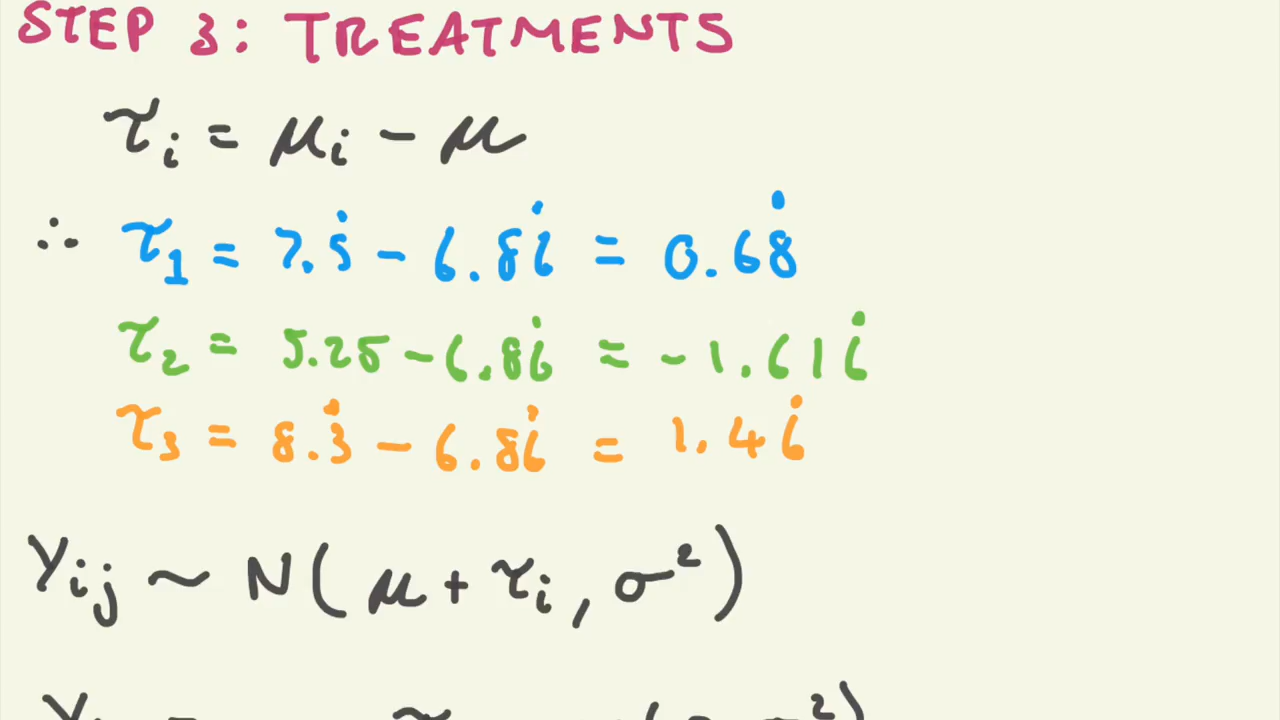 STEP 3: TREATMENTS
τᵢ = μᵢ − μ
∴ τ₁ = 7.5̇ − 6.86̇ = 0.68̇
τ₂ = 5.25 − 6.86̇ = −1.616̇
τ₃ = 8.3̇ − 6.86̇ = 1.46̇
Yᵢⱼ ~ N(μ + τᵢ, σ²)